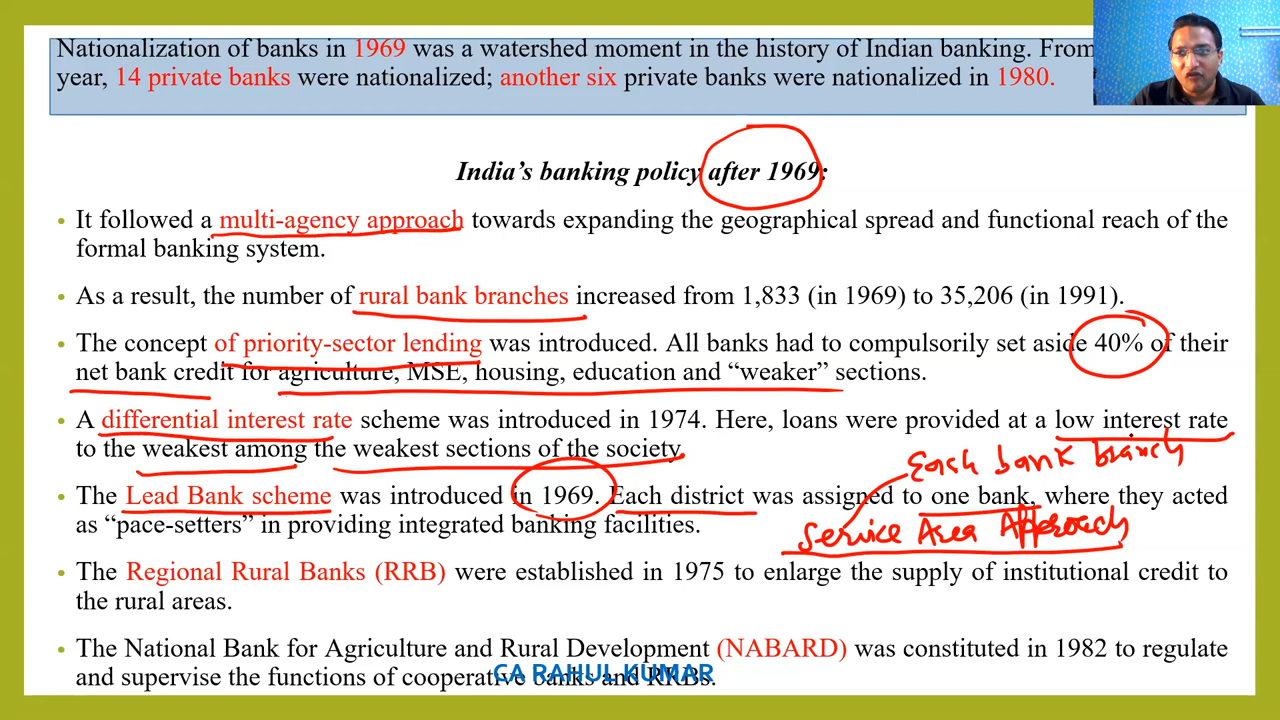 Nationalization of banks in 1969 was a watershed moment in the history of Indian banking. From
year, 14 private banks were nationalized; another six private banks were nationalized in 1980.
India's banking policy after 1969:
• It followed a multi-agency approach towards expanding the geographical spread and functional reach of the
formal banking system.
• As a result, the number of rural bank branches increased from 1,833 (in 1969) to 35,206 (in 1991).
• The concept of priority-sector lending was introduced. All banks had to compulsorily set aside 40% of their
net bank credit for agriculture, MSE, housing, education and “weaker” sections.
• A differential interest rate scheme was introduced in 1974. Here, loans were provided at a low interest rate
to the weakest among the weakest sections of the society.
Each bank branch
• The Lead Bank scheme was introduced in 1969. Each district was assigned to one bank, where they acted
as “pace-setters” in providing integrated banking facilities.
Service Area Approach
• The Regional Rural Banks (RRB) were established in 1975 to enlarge the supply of institutional credit to
the rural areas.
• The National Bank for Agriculture and Rural Development (NABARD) was constituted in 1982 to regulate
and supervise the functions of cooperative banks and RRBs.
CA RAHUL KUMAR